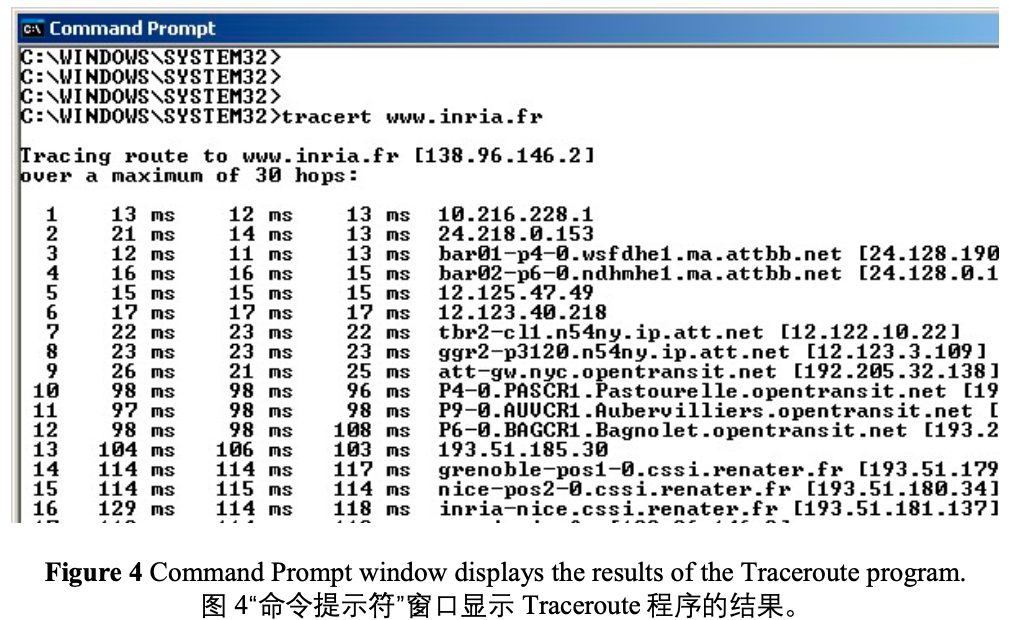 Command Prompt
C:\WINDOWS\SYSTEM32>
C:\WINDOWS\SYSTEM32>
C:\WINDOWS\SYSTEM32>
C:\WINDOWS\SYSTEM32>tracert www.inria.fr
Tracing route to www.inria.fr [138.96.146.2]
over a maximum of 30 hops:
1 13 ms 12 ms 13 ms 10.216.228.1
2 21 ms 14 ms 13 ms 24.218.0.153
3 12 ms 11 ms 13 ms bar01-p4-0.wsfdhe1.ma.attbb.net [24.128.190
4 16 ms 16 ms 15 ms bar02-p6-0.ndhmhe1.ma.attbb.net [24.128.0.1
5 15 ms 15 ms 15 ms 12.125.47.49
6 17 ms 17 ms 17 ms 12.123.40.218
7 22 ms 23 ms 22 ms tbr2-cl1.n54ny.ip.att.net [12.122.10.22]
8 23 ms 23 ms 23 ms ggr2-p3120.n54ny.ip.att.net [12.123.3.109]
9 26 ms 21 ms 25 ms att-gw.nyc.opentransit.net [192.205.32.138]
10 98 ms 98 ms 96 ms P4-0.PASCR1.Pastourelle.opentransit.net [19
11 97 ms 98 ms 98 ms P9-0.AUVCR1.Aubervilliers.opentransit.net [
12 98 ms 98 ms 108 ms P6-0.BAGCR1.Bagnolet.opentransit.net [193.2
13 104 ms 106 ms 103 ms 193.51.185.30
14 114 ms 114 ms 117 ms grenoble-pos1-0.cssi.renater.fr [193.51.179
15 114 ms 115 ms 114 ms nice-pos2-0.cssi.renater.fr [193.51.180.34]
16 129 ms 114 ms 118 ms inria-nice.cssi.renater.fr [193.51.181.137]
Figure 4 Command Prompt window displays the results of the Traceroute program.
图 4“命令提示符”窗口显示 Traceroute 程序的结果。